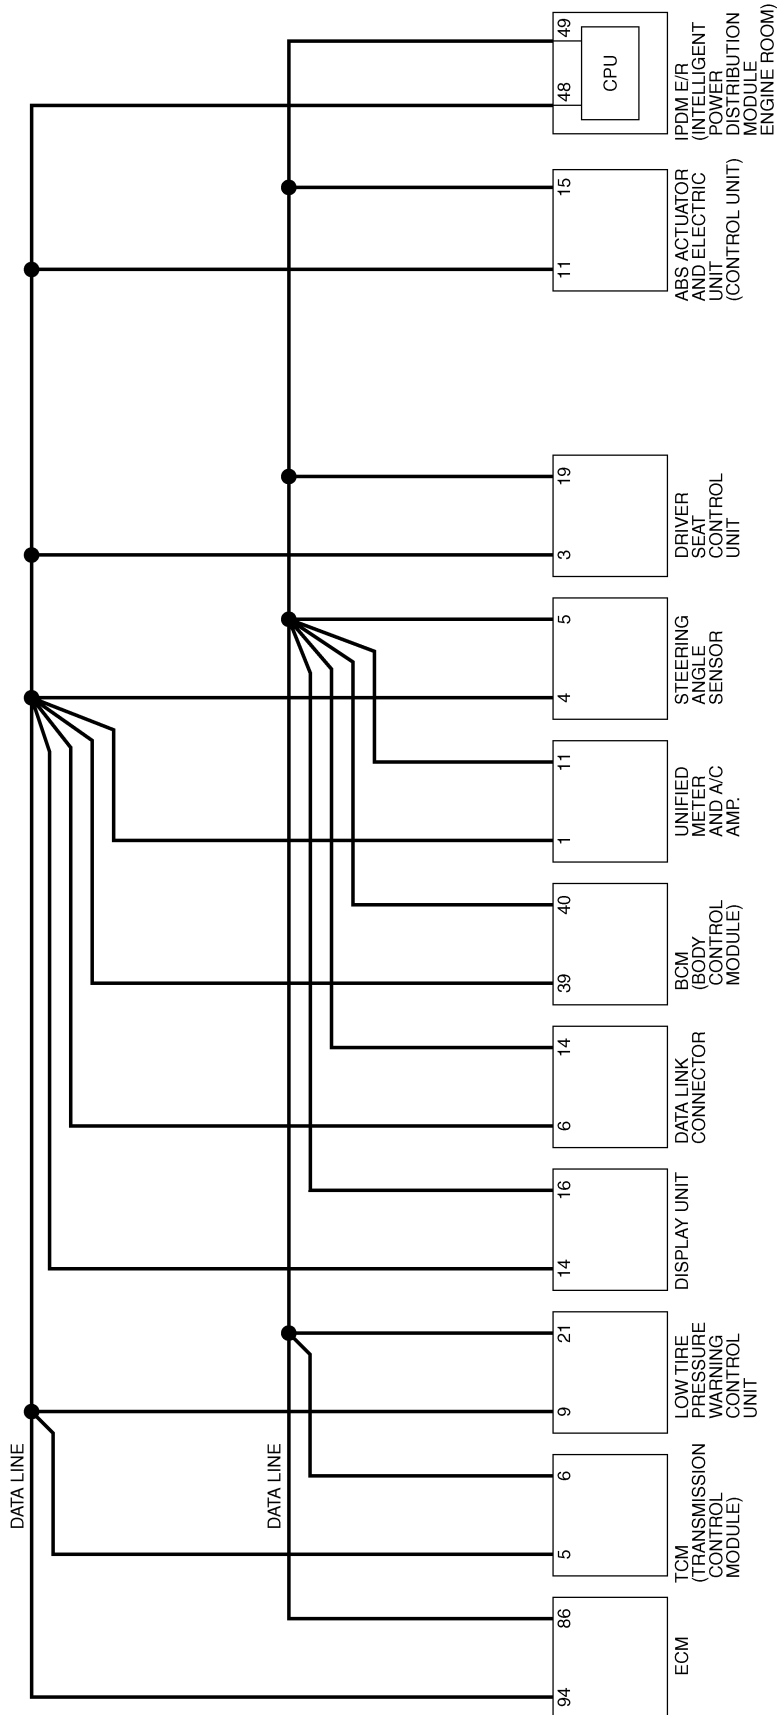 DATA LINE
DATA LINE
94
86
ECM
5
6
TCM
(TRANSMISSION
CONTROL
MODULE)
9
21
LOW TIRE
PRESSURE
WARNING
CONTROL
UNIT
14
16
DISPLAY UNIT
6
14
DATA LINK
CONNECTOR
39
40
BCM
(BODY
CONTROL
MODULE)
1
11
UNIFIED
METER
AND A/C
AMP.
4
5
STEERING
ANGLE
SENSOR
3
19
DRIVER
SEAT
CONTROL
UNIT
11
15
ABS ACTUATOR
AND ELECTRIC
UNIT
(CONTROL UNIT)
48
49
CPU
IPDM E/R
(INTELLIGENT
POWER
DISTRIBUTION
MODULE
ENGINE ROOM)